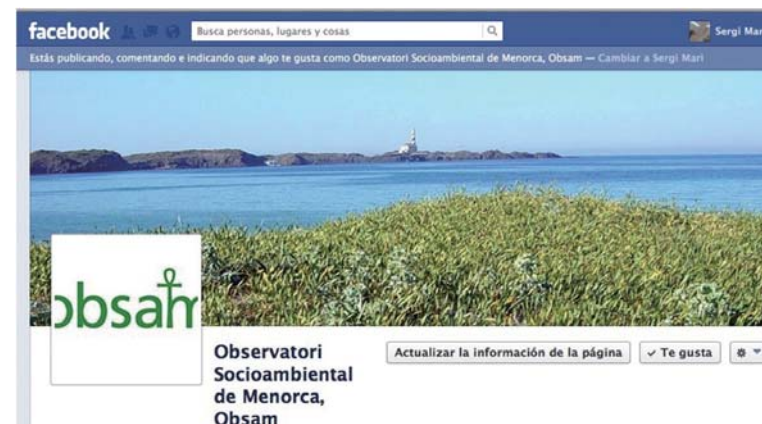 facebook
Busca personas, lugares y cosas
Sergi Mar
Estás publicando, comentando e indicando que algo te gusta como Observatori Socioambiental de Menorca, Obsam — Cambiar a Sergi Mari
obsam
Observatori
Socioambiental
de Menorca,
Obsam
Actualizar la información de la página
✓ Te gusta